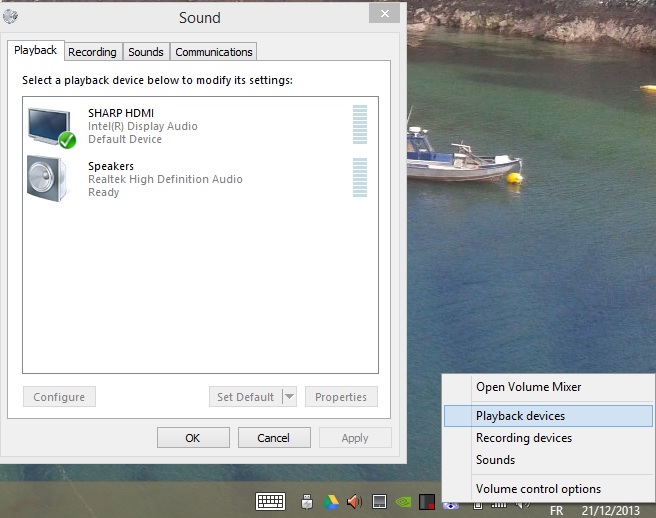 Sound
Playback
Recording
Sounds
Communications
Select a playback device below to modify its settings:
SHARP HDMI
Intel(R) Display Audio
Default Device
Speakers
Realtek High Definition Audio
Ready
Configure
Set Default
Properties
OK
Cancel
Apply
Open Volume Mixer
Playback devices
Recording devices
Sounds
Volume control options
FR
21/12/2013